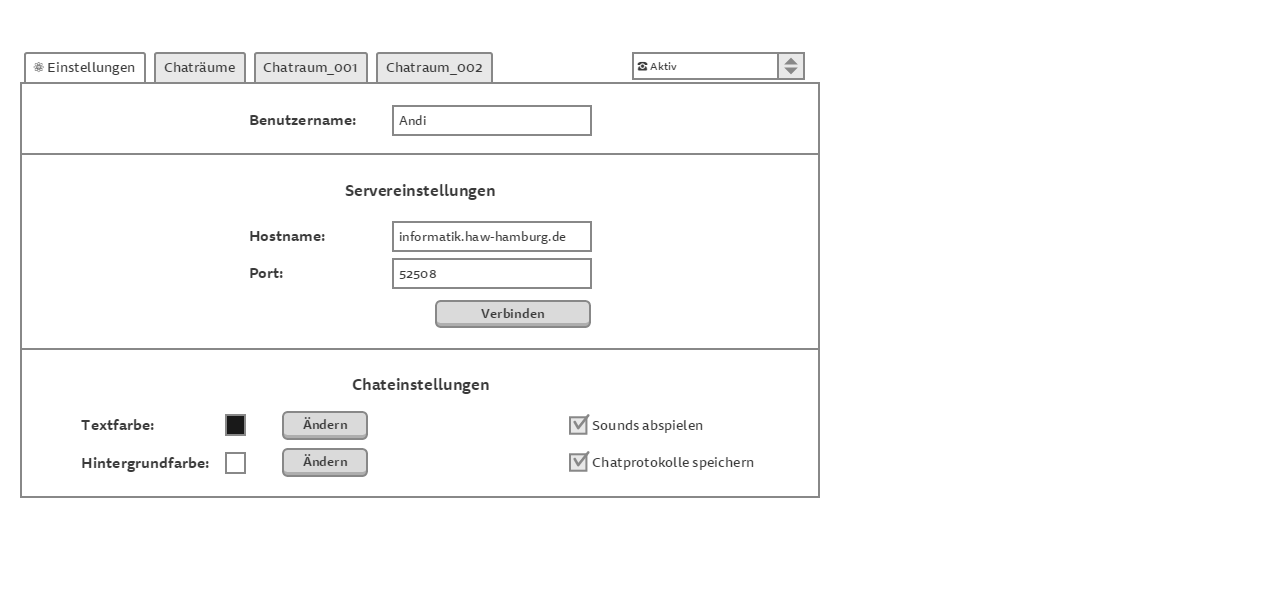 Einstellungen Chaträume Chatraum_001 Chatraum_002 Aktiv
Benutzername: Andi
Servereinstellungen
Hostname: informatik.haw-hamburg.de
Port: 52508
Verbinden
Chateinstellungen
Textfarbe: Ändern Sounds abspielen
Hintergrundfarbe: Ändern Chatprotokolle speichern